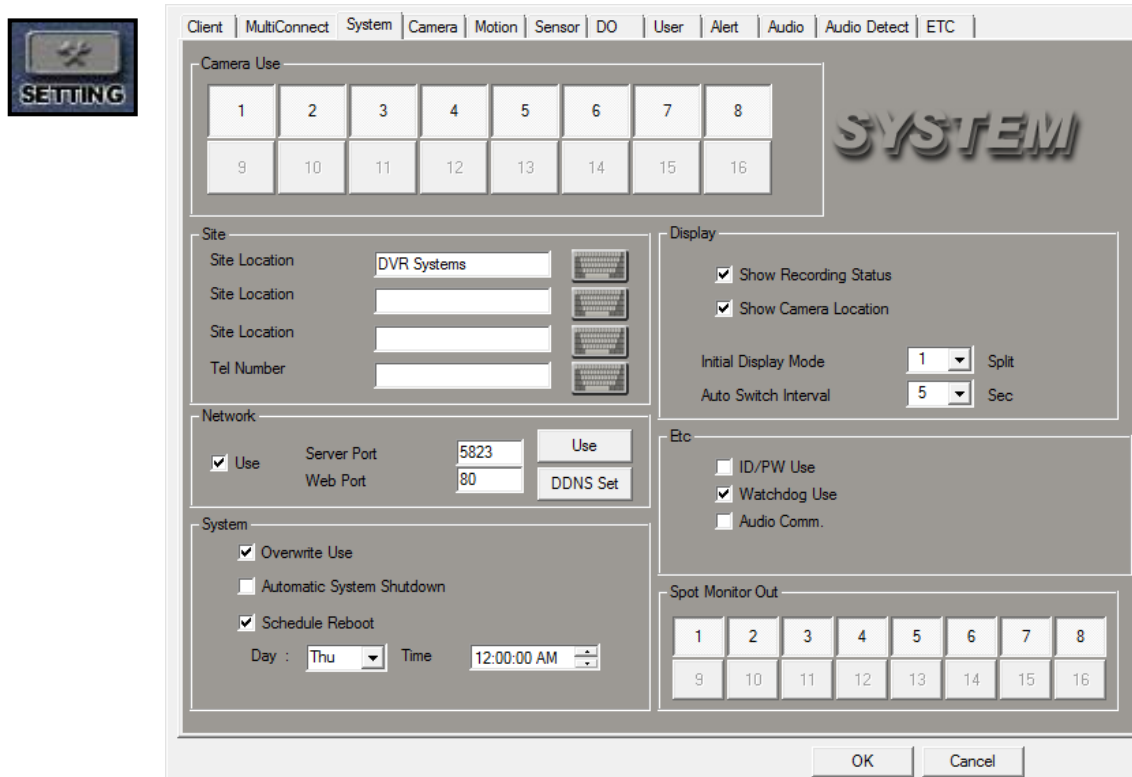 SETTING
Client MultiConnect System Camera Motion Sensor DO User Alert Audio Audio Detect ETC
Camera Use
1 2 3 4 5 6 7 8
9 10 11 12 13 14 15 16
SYSTEM
Site
Site Location DVR Systems
Site Location
Site Location
Tel Number
Display
Show Recording Status
Show Camera Location
Initial Display Mode 1 Split
Auto Switch Interval 5 Sec
Network
Use Server Port 5823 Use
Web Port 80 DDNS Set
Etc
ID/PW Use
Watchdog Use
Audio Comm.
System
Overwrite Use
Automatic System Shutdown
Schedule Reboot
Day : Thu Time 12:00:00 AM
Spot Monitor Out
1 2 3 4 5 6 7 8
9 10 11 12 13 14 15 16
OK Cancel